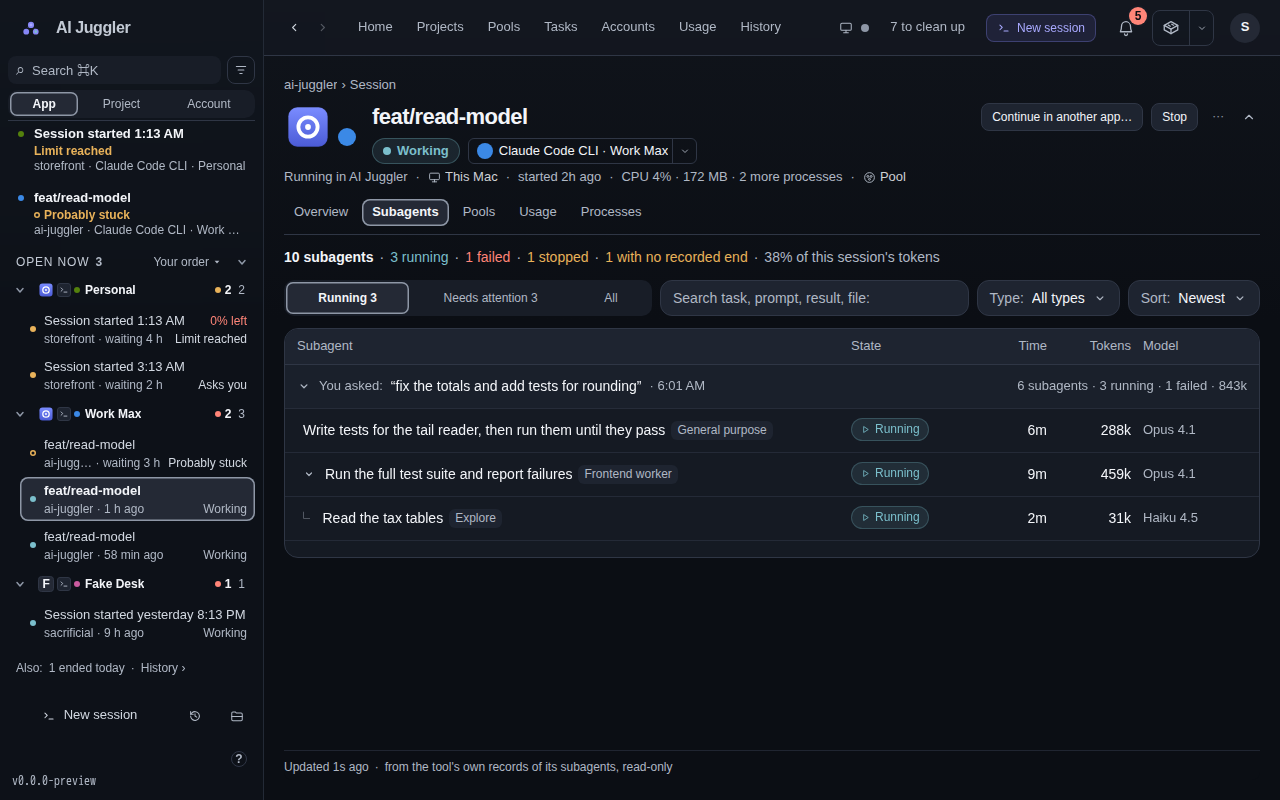 AI Juggler
Search ⌘K
App Project Account
Session started 1:13 AM
Limit reached
storefront · Claude Code CLI · Personal
feat/read-model
Probably stuck
ai-juggler · Claude Code CLI · Work …
OPEN NOW 3 Your order
Personal 2 2
Session started 1:13 AM 0% left
storefront · waiting 4 h Limit reached
Session started 3:13 AM
storefront · waiting 2 h Asks you
Work Max 2 3
feat/read-model
ai-jugg… · waiting 3 h Probably stuck
feat/read-model
ai-juggler · 1 h ago Working
feat/read-model
ai-juggler · 58 min ago Working
F Fake Desk 1 1
Session started yesterday 8:13 PM
sacrificial · 9 h ago Working
Also: 1 ended today · History ›
New session
?
v0.0.0-preview
Home Projects Pools Tasks Accounts Usage History 7 to clean up New session 5 S
ai-juggler › Session
feat/read-model
Continue in another app… Stop ···
Working Claude Code CLI · Work Max
Running in AI Juggler · This Mac · started 2h ago · CPU 4% · 172 MB · 2 more processes · Pool
Overview Subagents Pools Usage Processes
10 subagents · 3 running · 1 failed · 1 stopped · 1 with no recorded end · 38% of this session's tokens
Running 3 Needs attention 3 All Search task, prompt, result, file: Type: All types Sort: Newest
Subagent State Time Tokens Model
You asked: “fix the totals and add tests for rounding” · 6:01 AM 6 subagents · 3 running · 1 failed · 843k
Write tests for the tail reader, then run them until they pass General purpose Running 6m 288k Opus 4.1
Run the full test suite and report failures Frontend worker Running 9m 459k Opus 4.1
Read the tax tables Explore Running 2m 31k Haiku 4.5
Updated 1s ago · from the tool's own records of its subagents, read-only